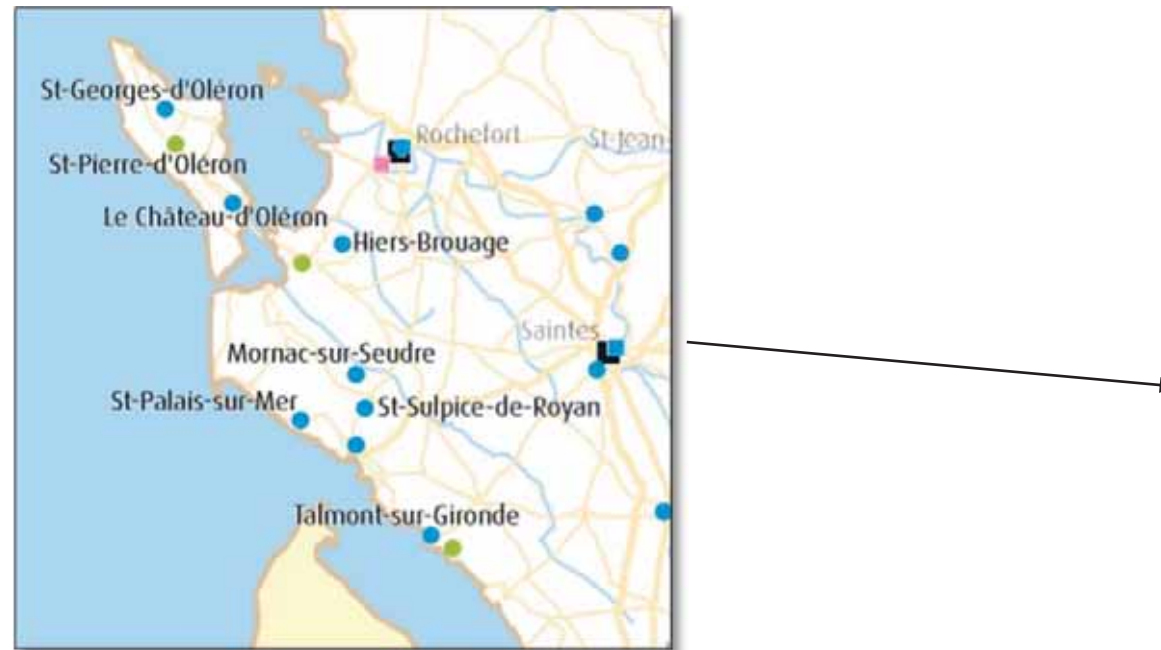 St-Georges-d'Oléron
Rochefort
St-Jean-
St-Pierre-d'Oléron
Le Château-d'Oléron
Hiers-Brouage
Saintes
Mornac-sur-Seudre
St-Palais-sur-Mer
St-Sulpice-de-Royan
Talmont-sur-Gironde